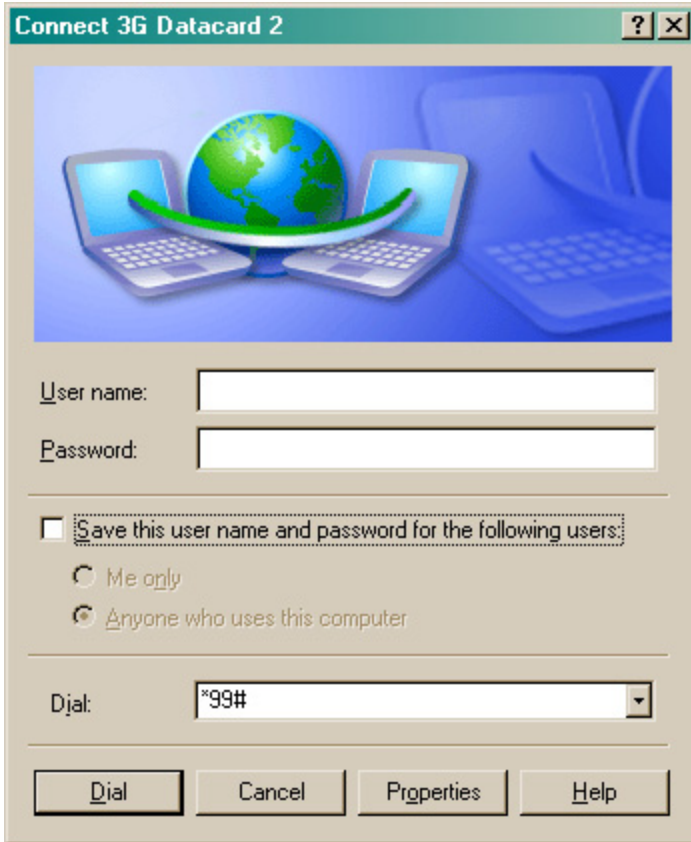 Connect 3G Datacard 2
User name:
Password:
Save this user name and password for the following users:
Me only
Anyone who uses this computer
Dial: *99#
Dial Cancel Properties Help